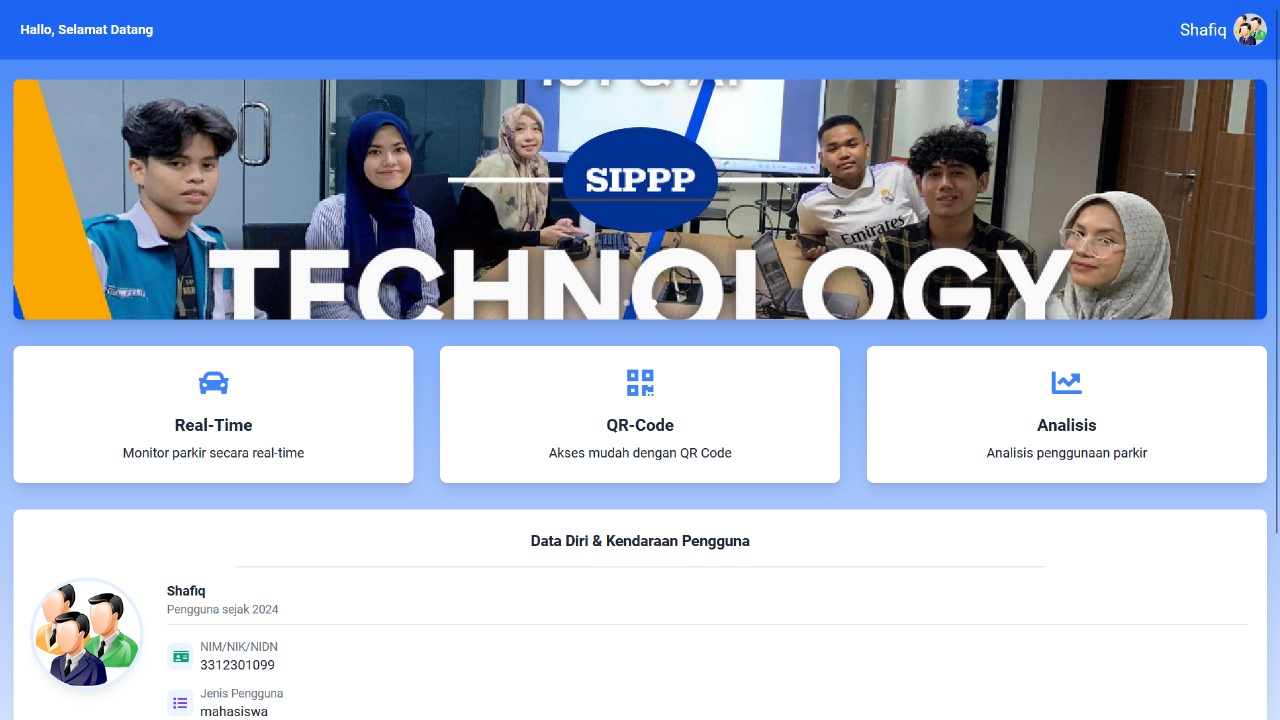 Hallo, Selamat Datang
Shafiq
SIPPP
Emirates
TECHNOLOGY
Real-Time
Monitor parkir secara real-time
QR-Code
Akses mudah dengan QR Code
Analisis
Analisis penggunaan parkir
Data Diri & Kendaraan Pengguna
Shafiq
Pengguna sejak 2024
NIM/NIK/NIDN
3312301099
Jenis Pengguna
mahasiswa